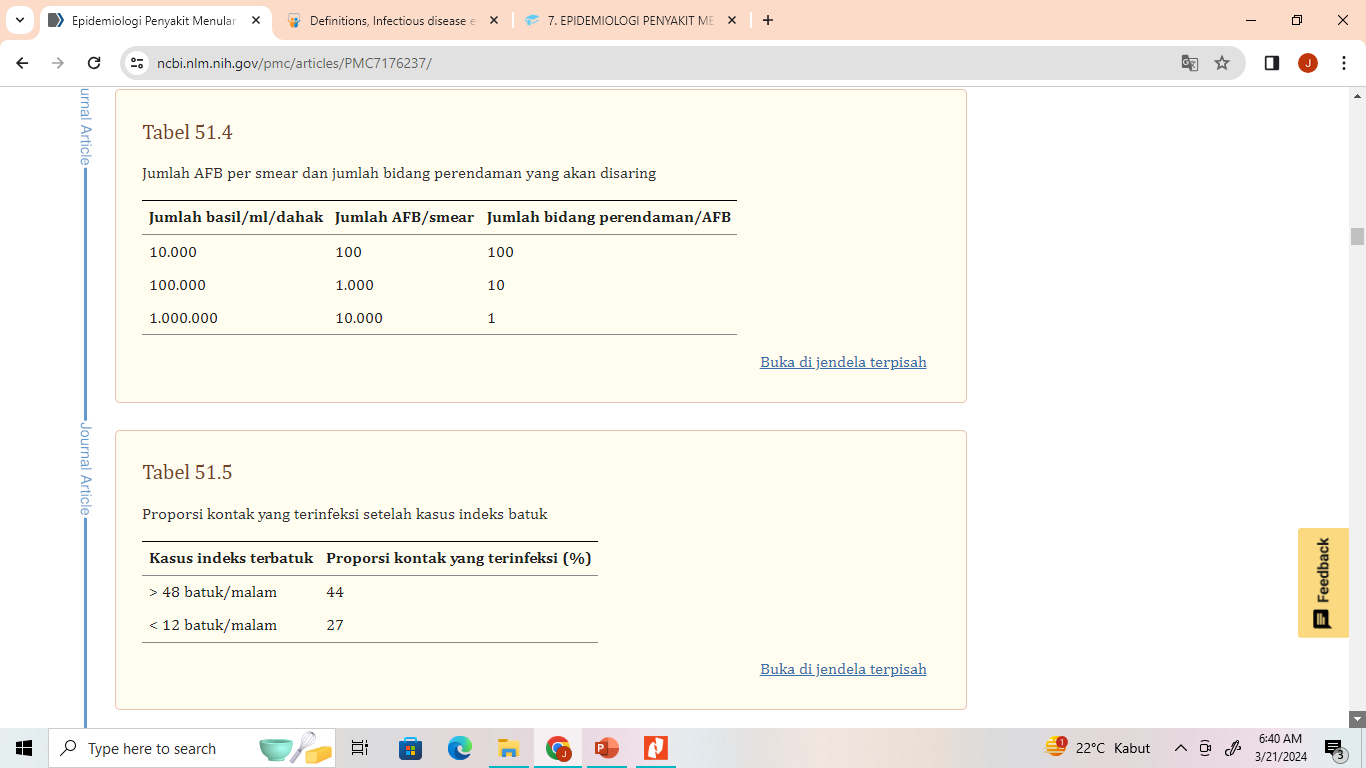 Epidemiologi Penyakit Menular
Definitions, Infectious disease e
7. EPIDEMIOLOGI PENYAKIT ME
ncbi.nlm.nih.gov/pmc/articles/PMC7176237/
J
urnal Article
Tabel 51.4
Jumlah AFB per smear dan jumlah bidang perendaman yang akan disaring
Jumlah basil/ml/dahak Jumlah AFB/smear Jumlah bidang perendaman/AFB
10.000 100 100
100.000 1.000 10
1.000.000 10.000 1
Buka di jendela terpisah
Journal Article
Tabel 51.5
Proporsi kontak yang terinfeksi setelah kasus indeks batuk
Kasus indeks terbatuk Proporsi kontak yang terinfeksi (%)
> 48 batuk/malam 44
< 12 batuk/malam 27
Buka di jendela terpisah
Feedback
Type here to search
J
P
1
22°C Kabut
6:40 AM
3/21/2024
3